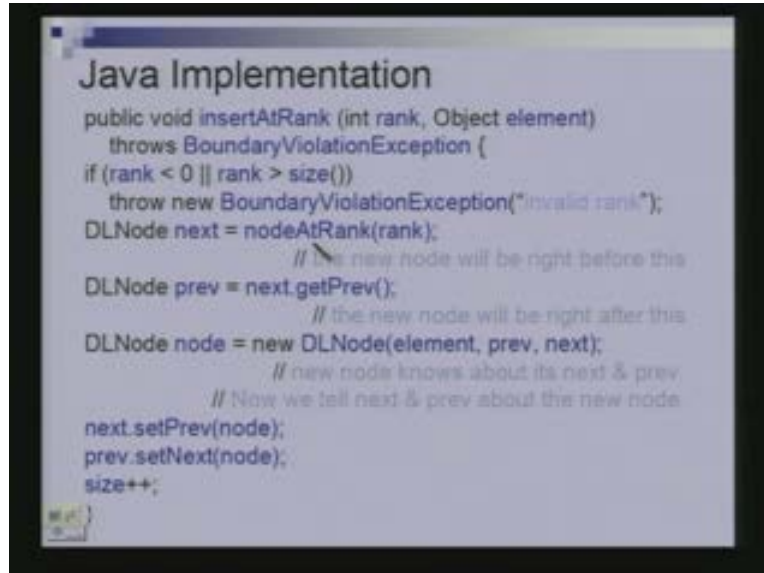 Java Implementation
public void insertAtRank (int rank, Object element)
throws BoundaryViolationException {
if (rank < 0 || rank > size())
throw new BoundaryViolationException("invalid rank");
DLNode next = nodeAtRank(rank);
// the new node will be right before this
DLNode prev = next.getPrev();
// the new node will be right after this
DLNode node = new DLNode(element, prev, next);
// new node knows about its next & prev
// Now we tell next & prev about the new node.
next.setPrev(node);
prev.setNext(node);
size++;
}